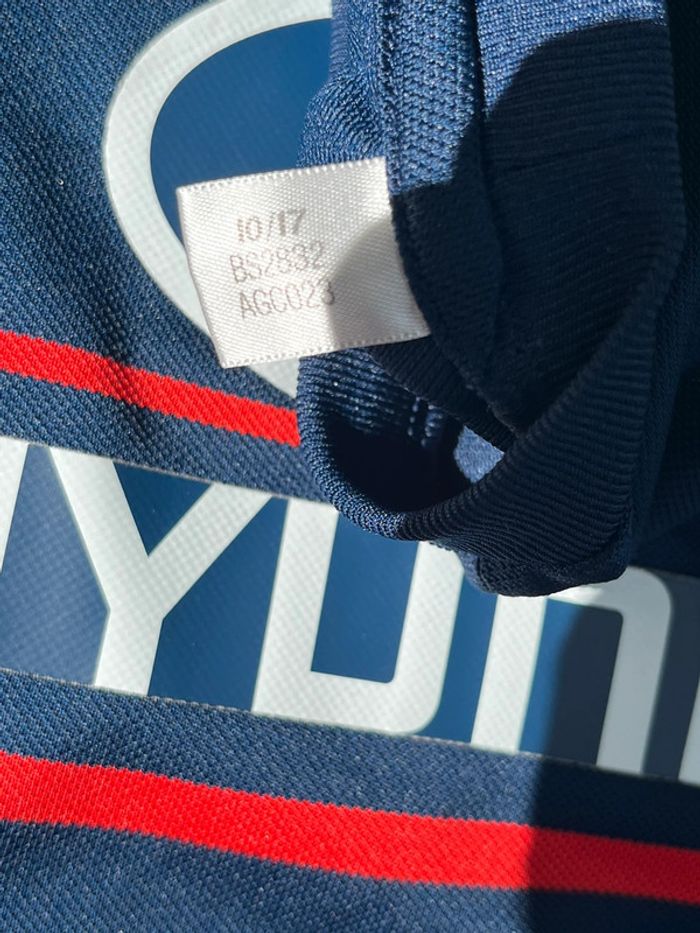 10/17
BS2832
AGC023
YUN